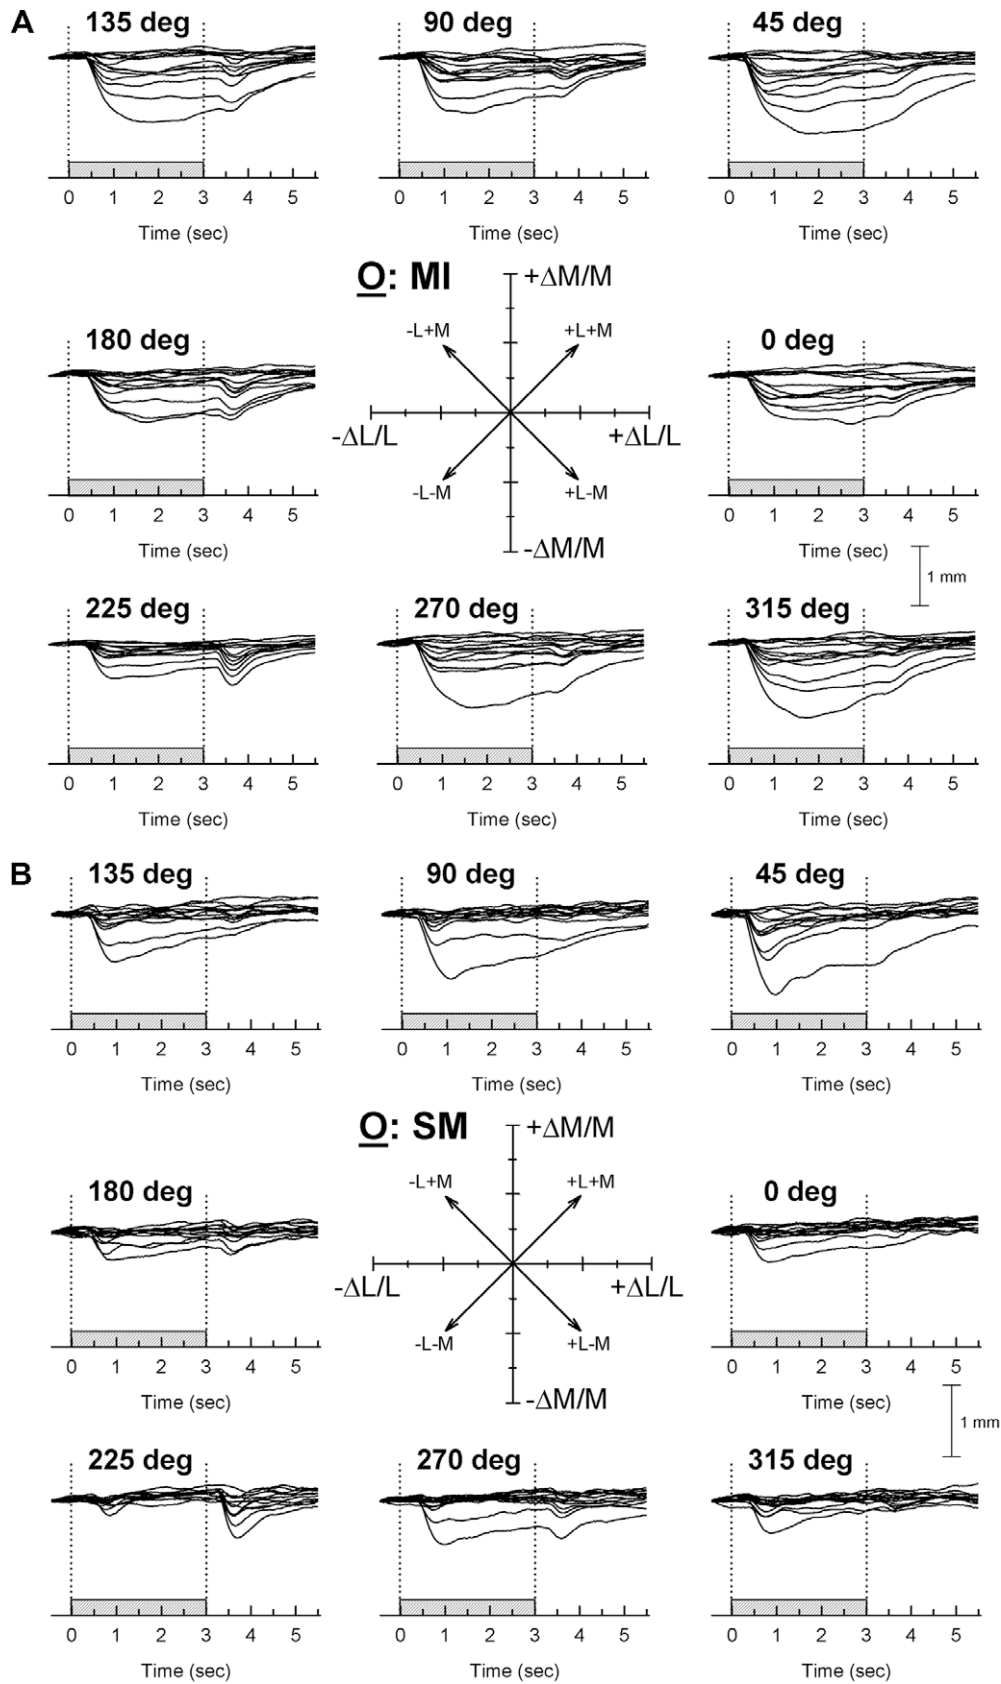 A
135 deg
90 deg
45 deg
0 1 2 3 4 5
0 1 2 3 4 5
0 1 2 3 4 5
Time (sec)
Time (sec)
Time (sec)
O: MI
+ΔM/M
-L+M
+L+M
180 deg
0 deg
-ΔL/L
+ΔL/L
-L-M
+L-M
0 1 2 3 4 5
0 1 2 3 4 5
Time (sec)
-ΔM/M
Time (sec)
1 mm
225 deg
270 deg
315 deg
0 1 2 3 4 5
0 1 2 3 4 5
0 1 2 3 4 5
Time (sec)
Time (sec)
Time (sec)
B
135 deg
90 deg
45 deg
0 1 2 3 4 5
0 1 2 3 4 5
0 1 2 3 4 5
Time (sec)
Time (sec)
Time (sec)
O: SM
+ΔM/M
-L+M
+L+M
180 deg
0 deg
-ΔL/L
+ΔL/L
-L-M
+L-M
0 1 2 3 4 5
0 1 2 3 4 5
Time (sec)
-ΔM/M
Time (sec)
1 mm
225 deg
270 deg
315 deg
0 1 2 3 4 5
0 1 2 3 4 5
0 1 2 3 4 5
Time (sec)
Time (sec)
Time (sec)